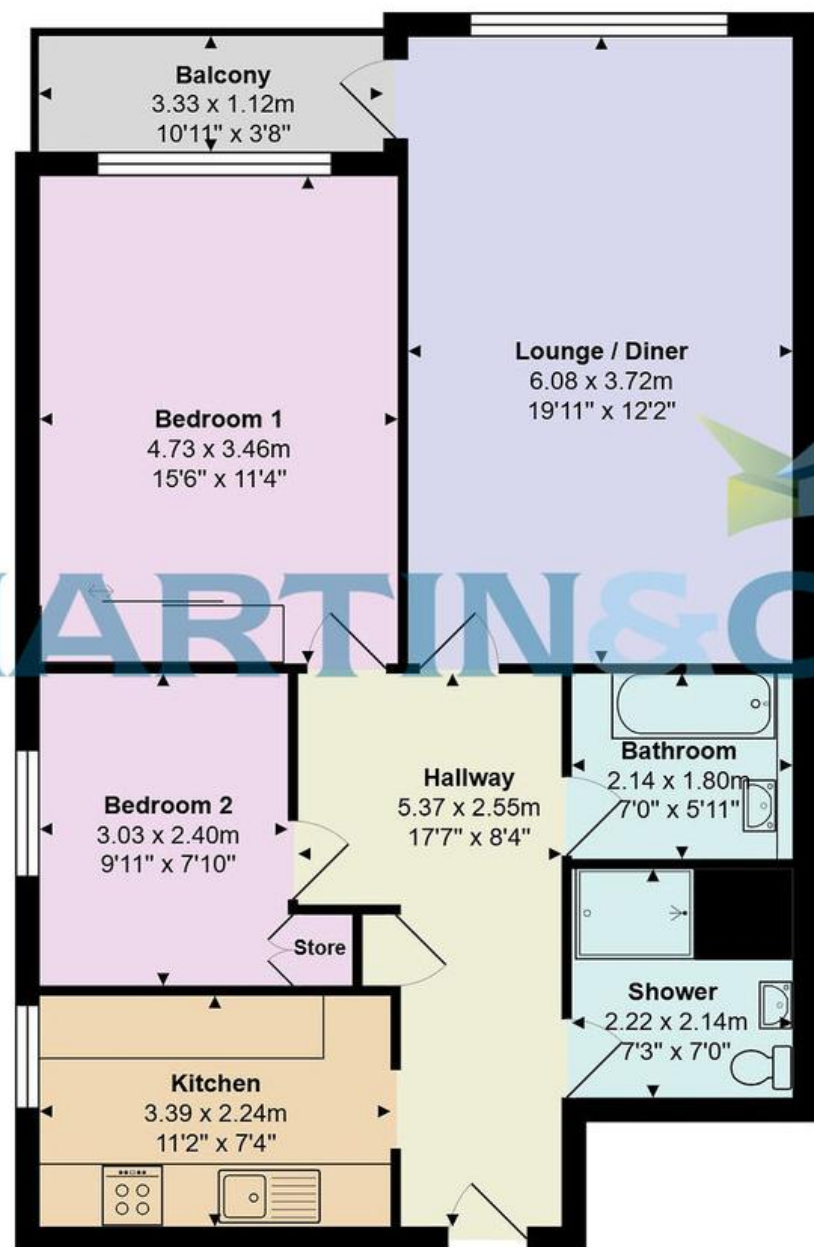 Balcony
3.33 x 1.12m
10'11" x 3'8"
Bedroom 1
4.73 x 3.46m
15'6" x 11'4"
Lounge / Diner
6.08 x 3.72m
19'11" x 12'2"
ARTIN&C
Bedroom 2
3.03 x 2.40m
9'11" x 7'10"
Hallway
5.37 x 2.55m
17'7" x 8'4"
Bathroom
2.14 x 1.80m
7'0" x 5'11"
Store
Shower
2.22 x 2.14m
7'3" x 7'0"
Kitchen
3.39 x 2.24m
11'2" x 7'4"